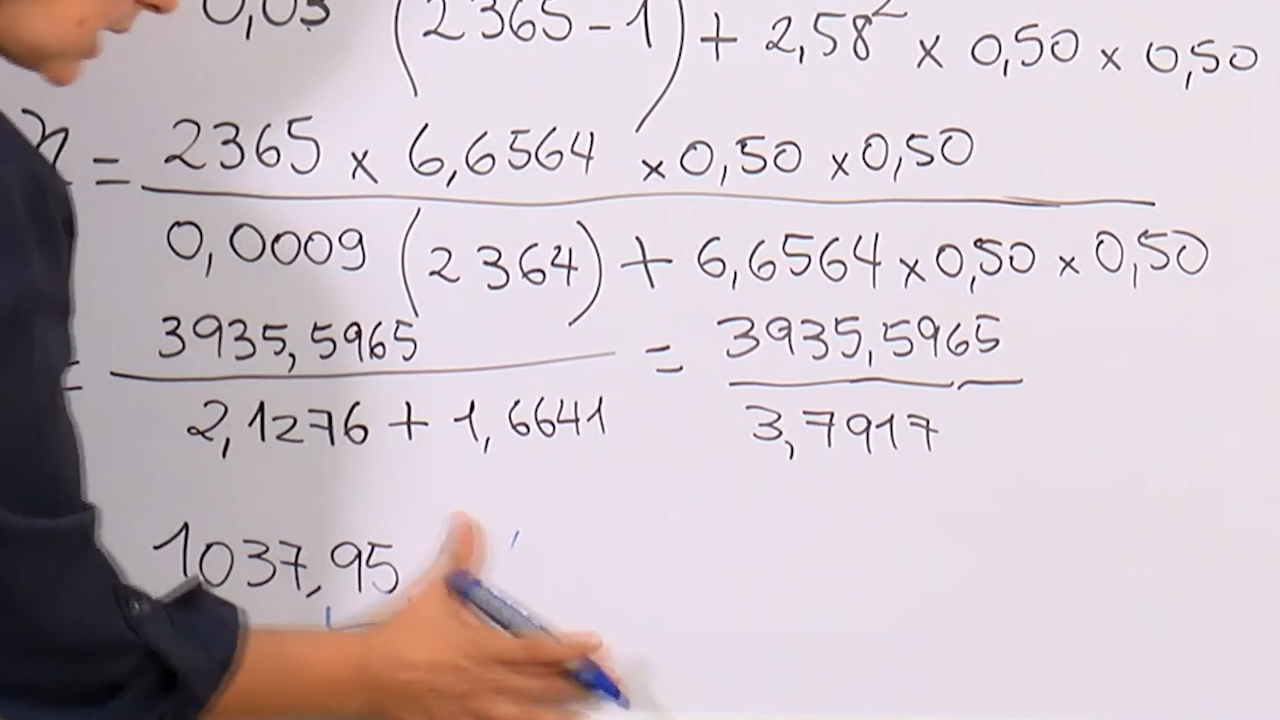 0,03 (2365-1) + 2,58² x 0,50 x 0,50
n = 2365 x 6,6564 x 0,50 x 0,50
0,0009 (2364) + 6,6564 x 0,50 x 0,50
= 3935,5965 = 3935,5965
2,1276 + 1,6641 3,7917
1037,95